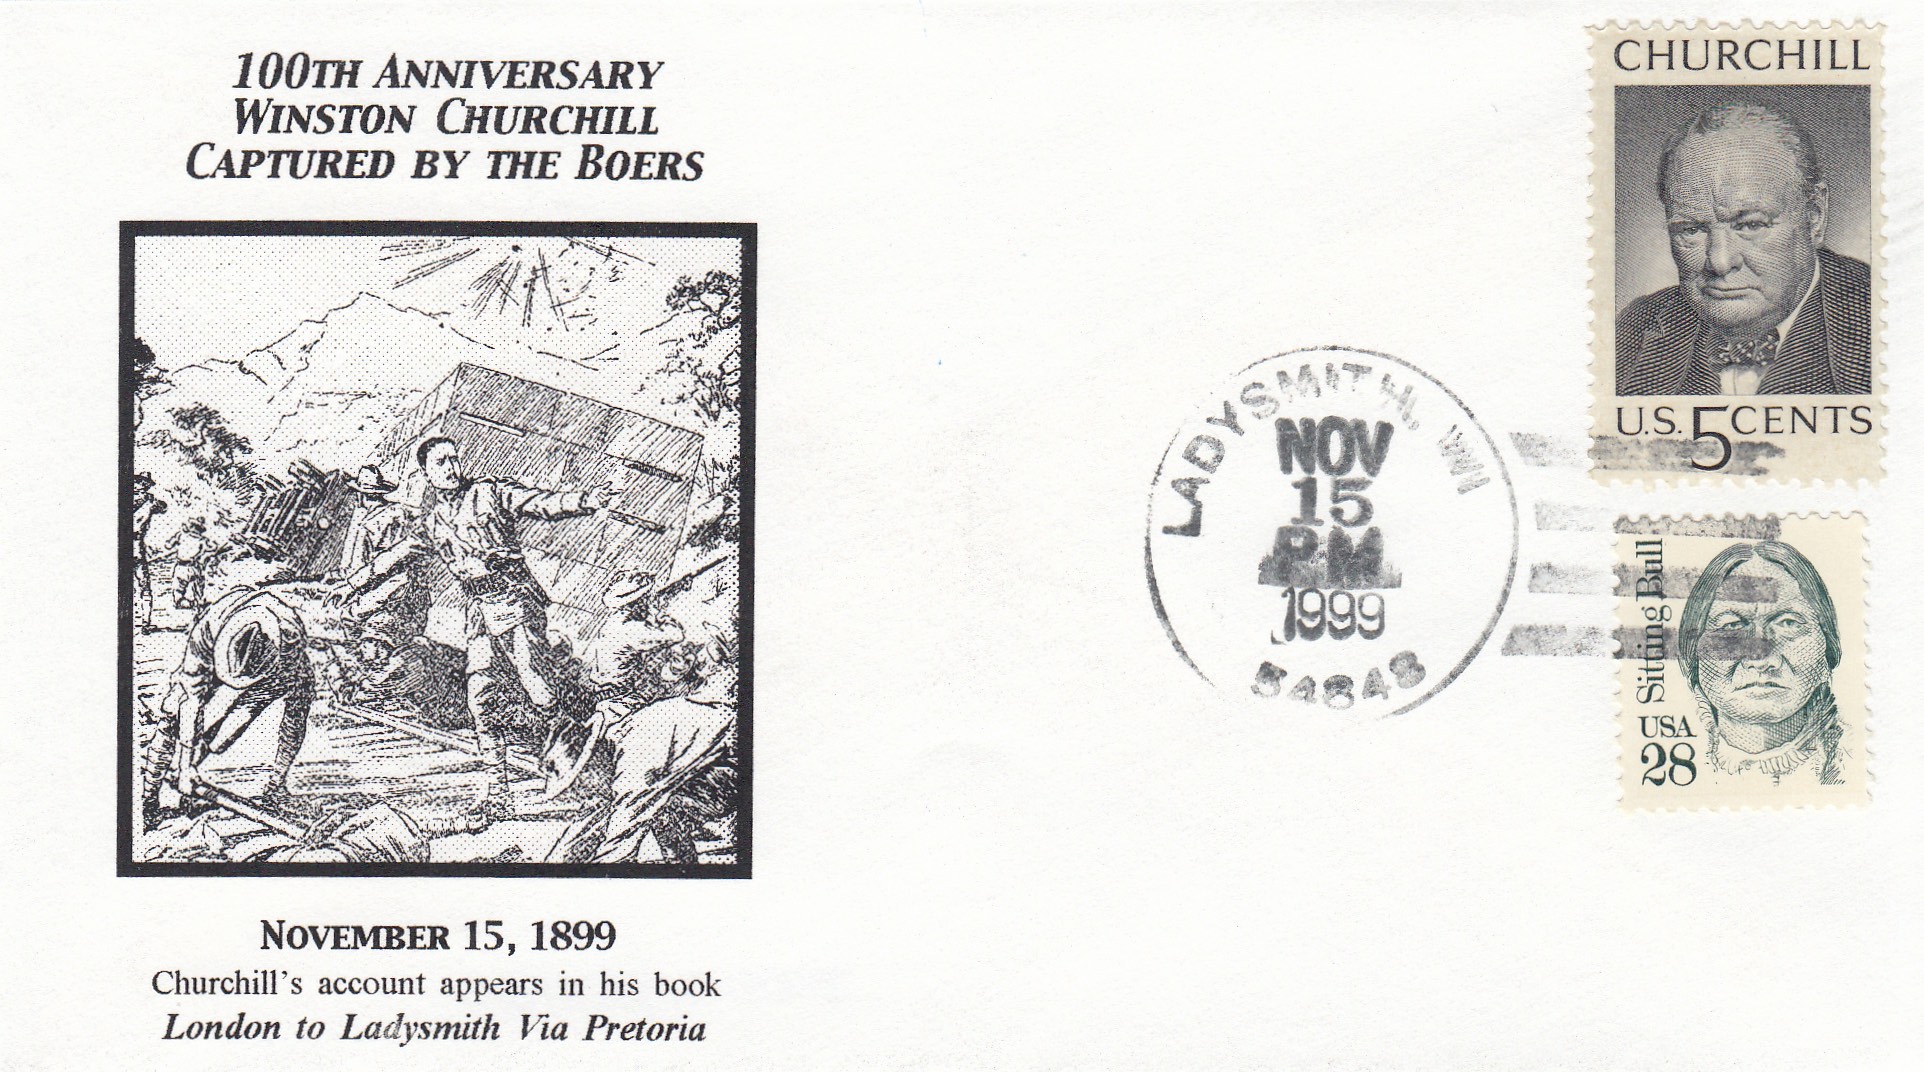 100TH ANNIVERSARY
WINSTON CHURCHILL
CAPTURED BY THE BOERS
NOVEMBER 15, 1899
Churchill's account appears in his book
London to Ladysmith Via Pretoria
LADYSMITH, WI
NOV
15
PM
1999
54848
CHURCHILL
U.S. 5 CENTS
Sitting Bull
USA
28